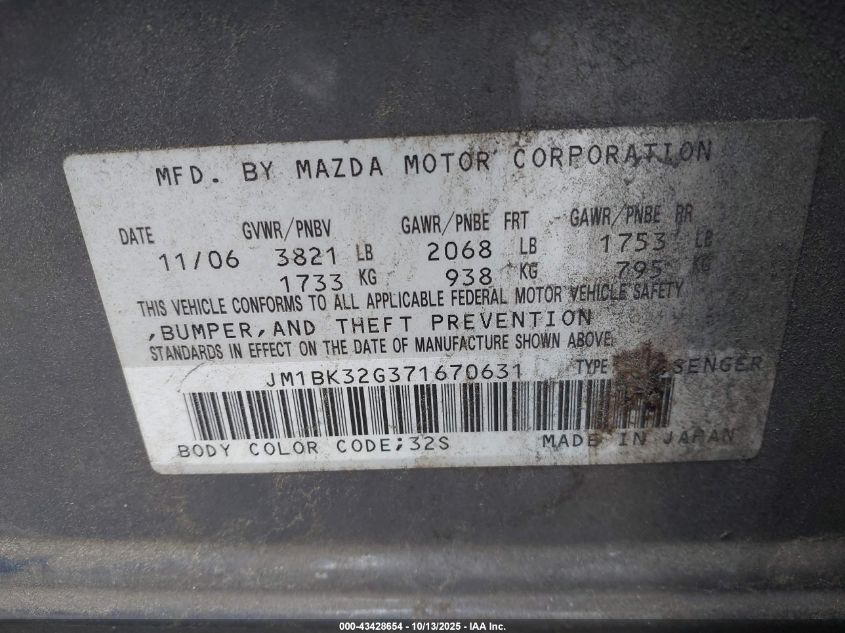 MFD. BY MAZDA MOTOR CORPORATION
DATE GVWR/PNBV GAWR/PNBE FRT GAWR/PNBE RR
11/06 3821 LB 2068 LB 1753 LB
1733 KG 938 KG 795 KG
THIS VEHICLE CONFORMS TO ALL APPLICABLE FEDERAL MOTOR VEHICLE SAFETY
,BUMPER,AND THEFT PREVENTION
STANDARDS IN EFFECT ON THE DATE OF MANUFACTURE SHOWN ABOVE.
JM1BK32G371670631 TYPE
BODY COLOR CODE;32S MADE IN JAPAN
000-43428654 - 10/13/2025 - IAA Inc.